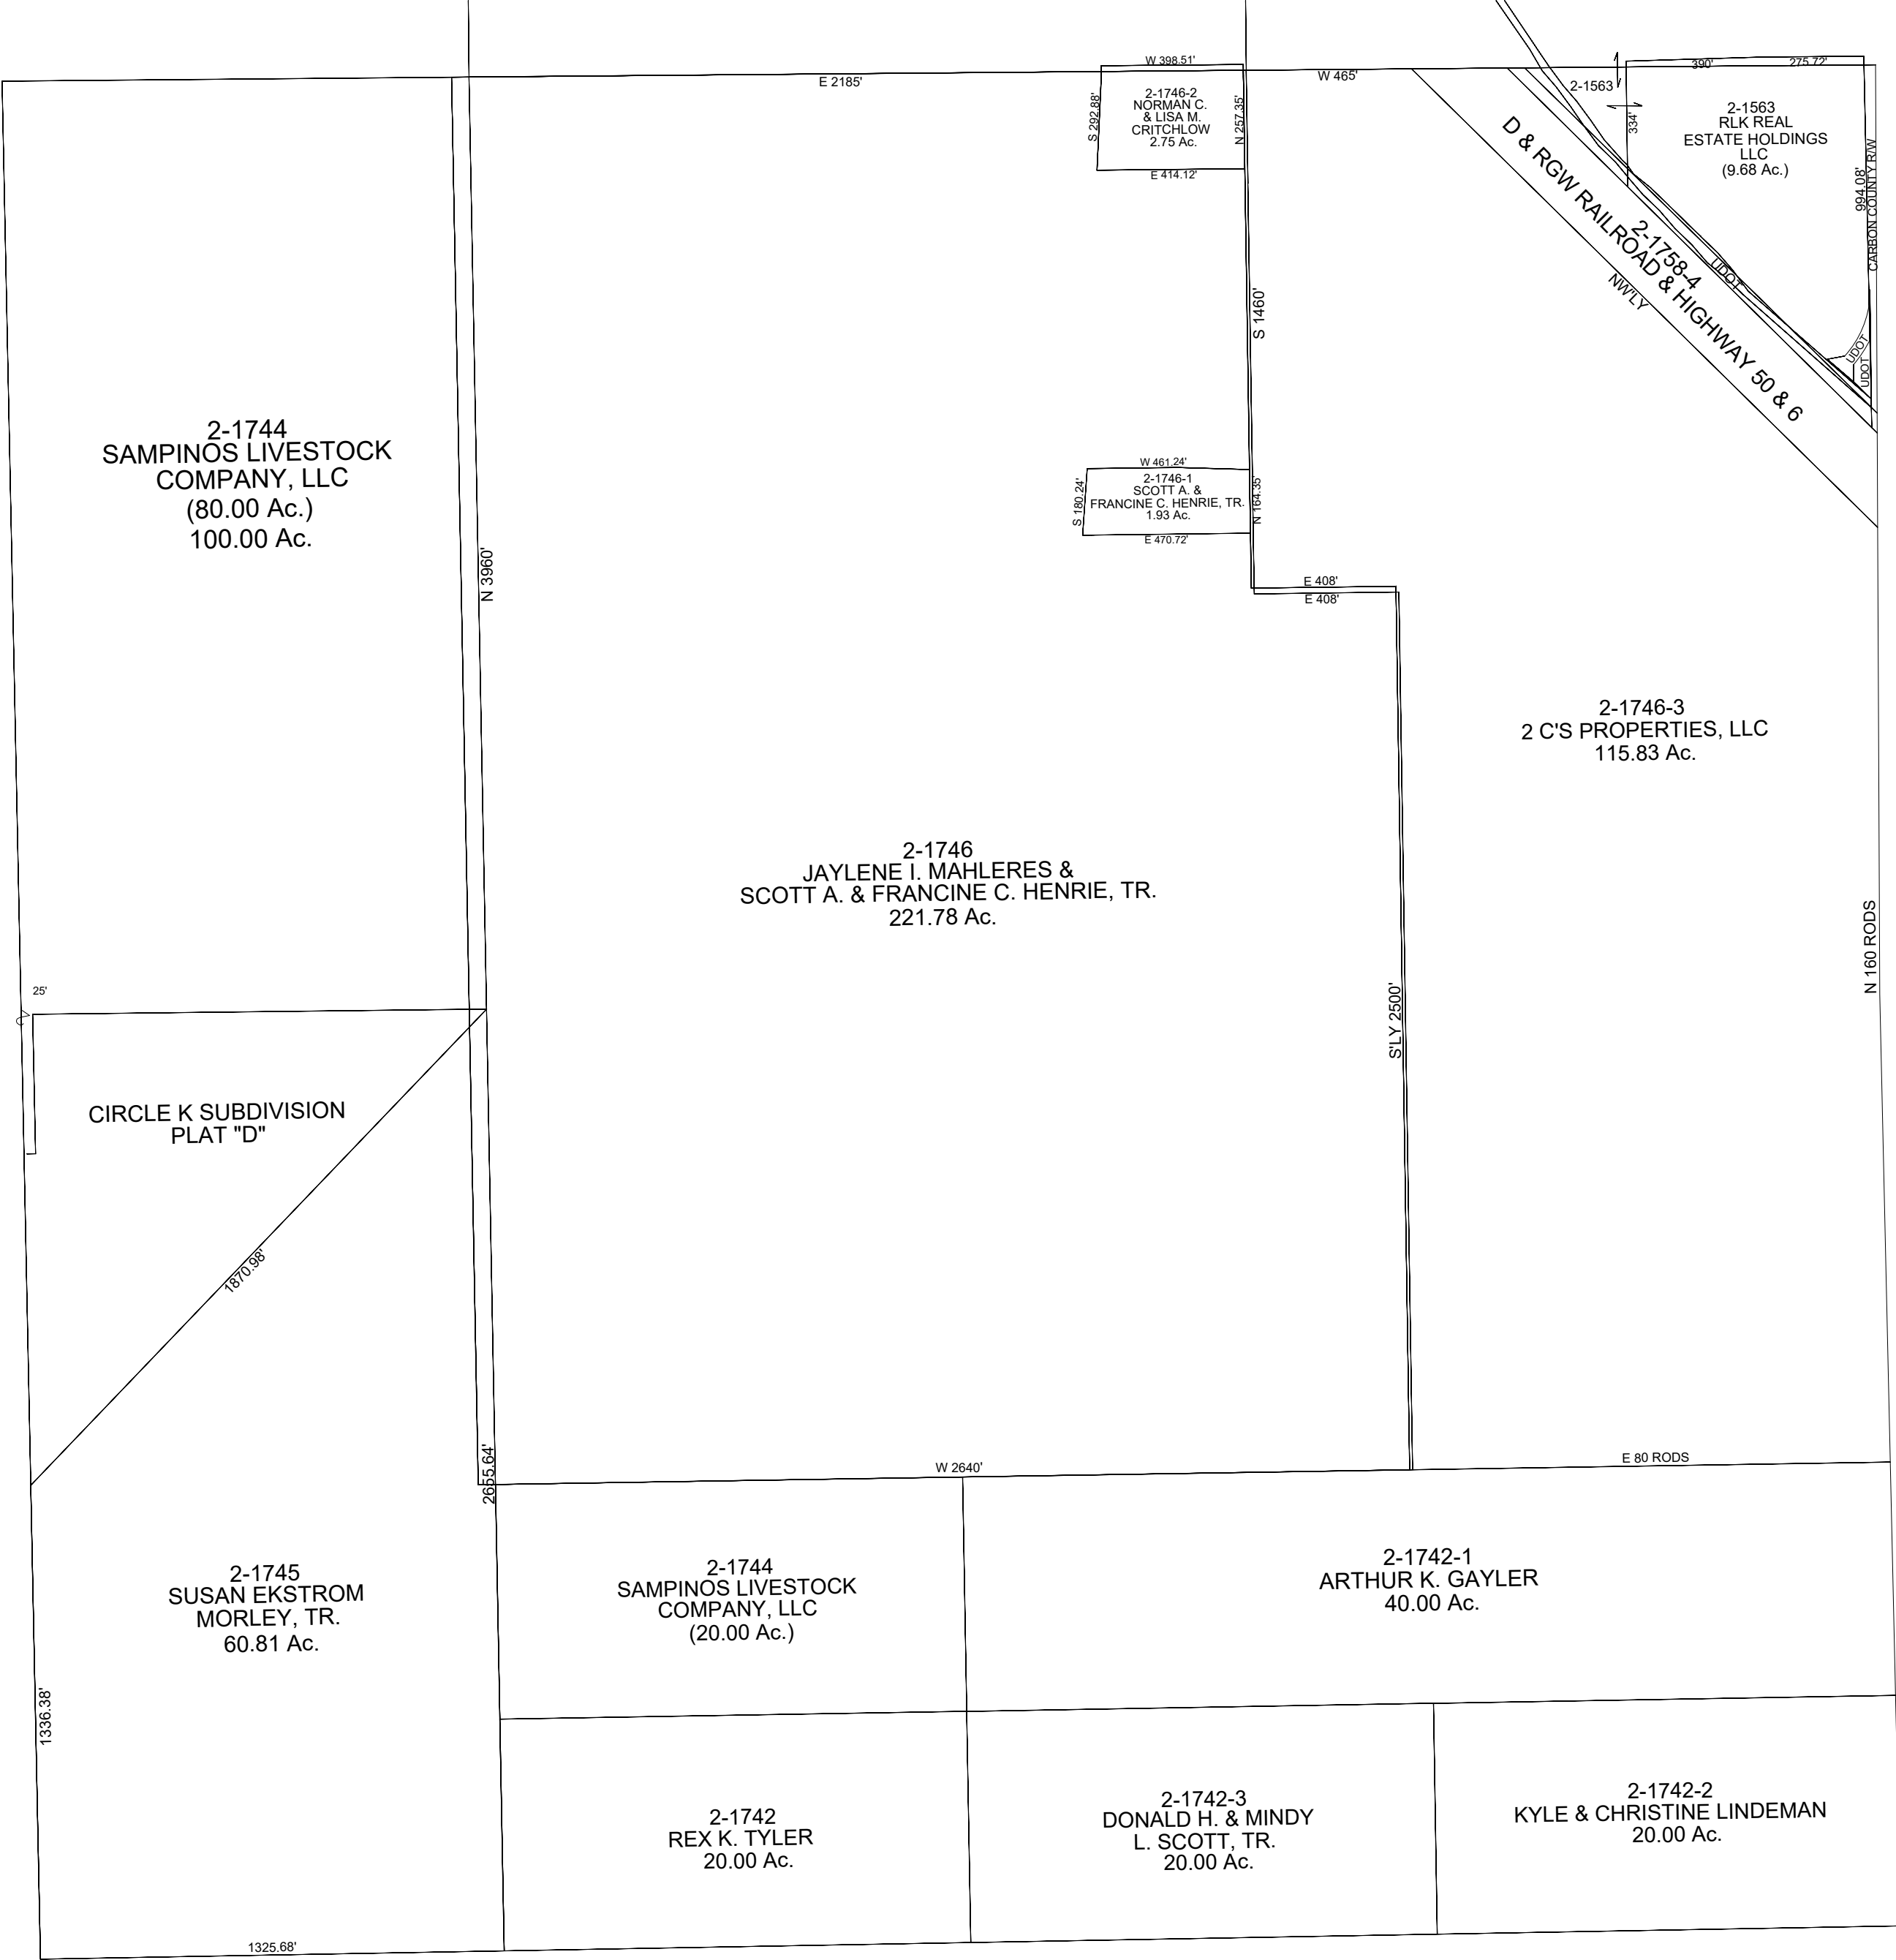 W 398.51'
E 2185'
W 465'
390'
275.72'
2-1563
S 292.88'
2-1746-2
NORMAN C.
& LISA M.
CRITCHLOW
2.75 Ac.
N 257.35'
E 414.12'
334'
2-1563
RLK REAL
ESTATE HOLDINGS
LLC
(9.68 Ac.)
994.08'
CARBON COUNTY R/W
D & RGW RAILROAD & HIGHWAY 50 & 6
2-1758-4
UDOT
NW'LY
UDOT
UDOT
S 1460'
2-1744
SAMPINOS LIVESTOCK
COMPANY, LLC
(80.00 Ac.)
100.00 Ac.
N 3960'
W 461.24'
S 180.24'
2-1746-1
SCOTT A. &
FRANCINE C. HENRIE, TR.
1.93 Ac.
N 164.35'
E 470.72'
E 408'
E 408'
2-1746-3
2 C'S PROPERTIES, LLC
115.83 Ac.
2-1746
JAYLENE I. MAHLERES &
SCOTT A. & FRANCINE C. HENRIE, TR.
221.78 Ac.
N 160 RODS
S'LY 2500'
25'
CIRCLE K SUBDIVISION
PLAT "D"
1870.98'
2655.64'
W 2640'
E 80 RODS
2-1745
SUSAN EKSTROM
MORLEY, TR.
60.81 Ac.
2-1744
SAMPINOS LIVESTOCK
COMPANY, LLC
(20.00 Ac.)
2-1742-1
ARTHUR K. GAYLER
40.00 Ac.
1336.38'
2-1742
REX K. TYLER
20.00 Ac.
2-1742-3
DONALD H. & MINDY
L. SCOTT, TR.
20.00 Ac.
2-1742-2
KYLE & CHRISTINE LINDEMAN
20.00 Ac.
1325.68'